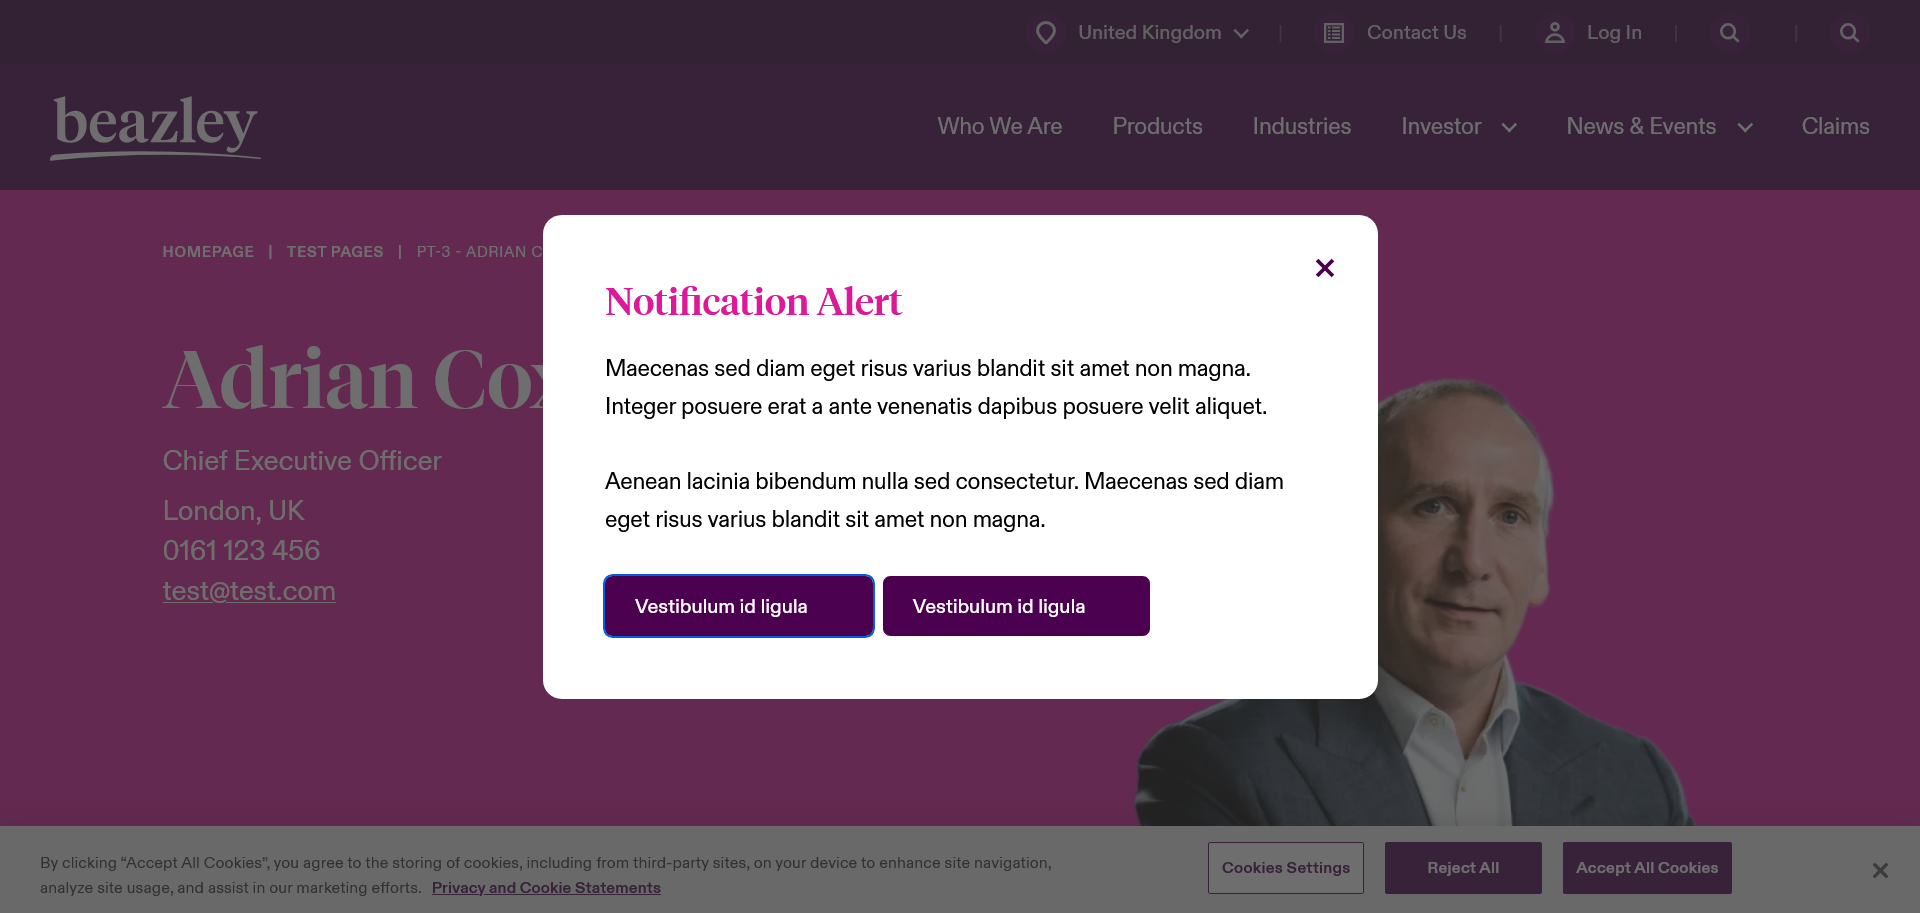 United Kingdom
Contact Us
Log In
beazley
Who We Are
Products
Industries
Investor
News & Events
Claims
HOMEPAGE | TEST PAGES | PT-3 - ADRIAN
Notification Alert
Maecenas sed diam eget risus varius blandit sit amet non magna.
Integer posuere erat a ante venenatis dapibus posuere velit aliquet.
Aenean lacinia bibendum nulla sed consectetur. Maecenas sed diam
eget risus varius blandit sit amet non magna.
Vestibulum id ligula
Vestibulum id ligula
Adrian
Chief Executive Officer
London, UK
0161 123 456
test@test.com
By clicking “Accept All Cookies”, you agree to the storing of cookies, including from third-party sites, on your device to enhance site navigation,
analyze site usage, and assist in our marketing efforts. Privacy and Cookie Statements
Cookies Settings
Reject All
Accept All Cookies